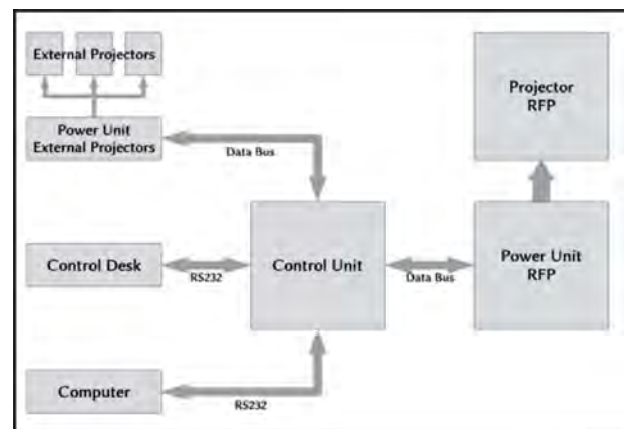 External Projectors
Power Unit
External Projectors
Data Bus
Projector
RFP
Control Desk
RS232
Control Unit
Data Bus
Power Unit
RFP
Computer
RS232